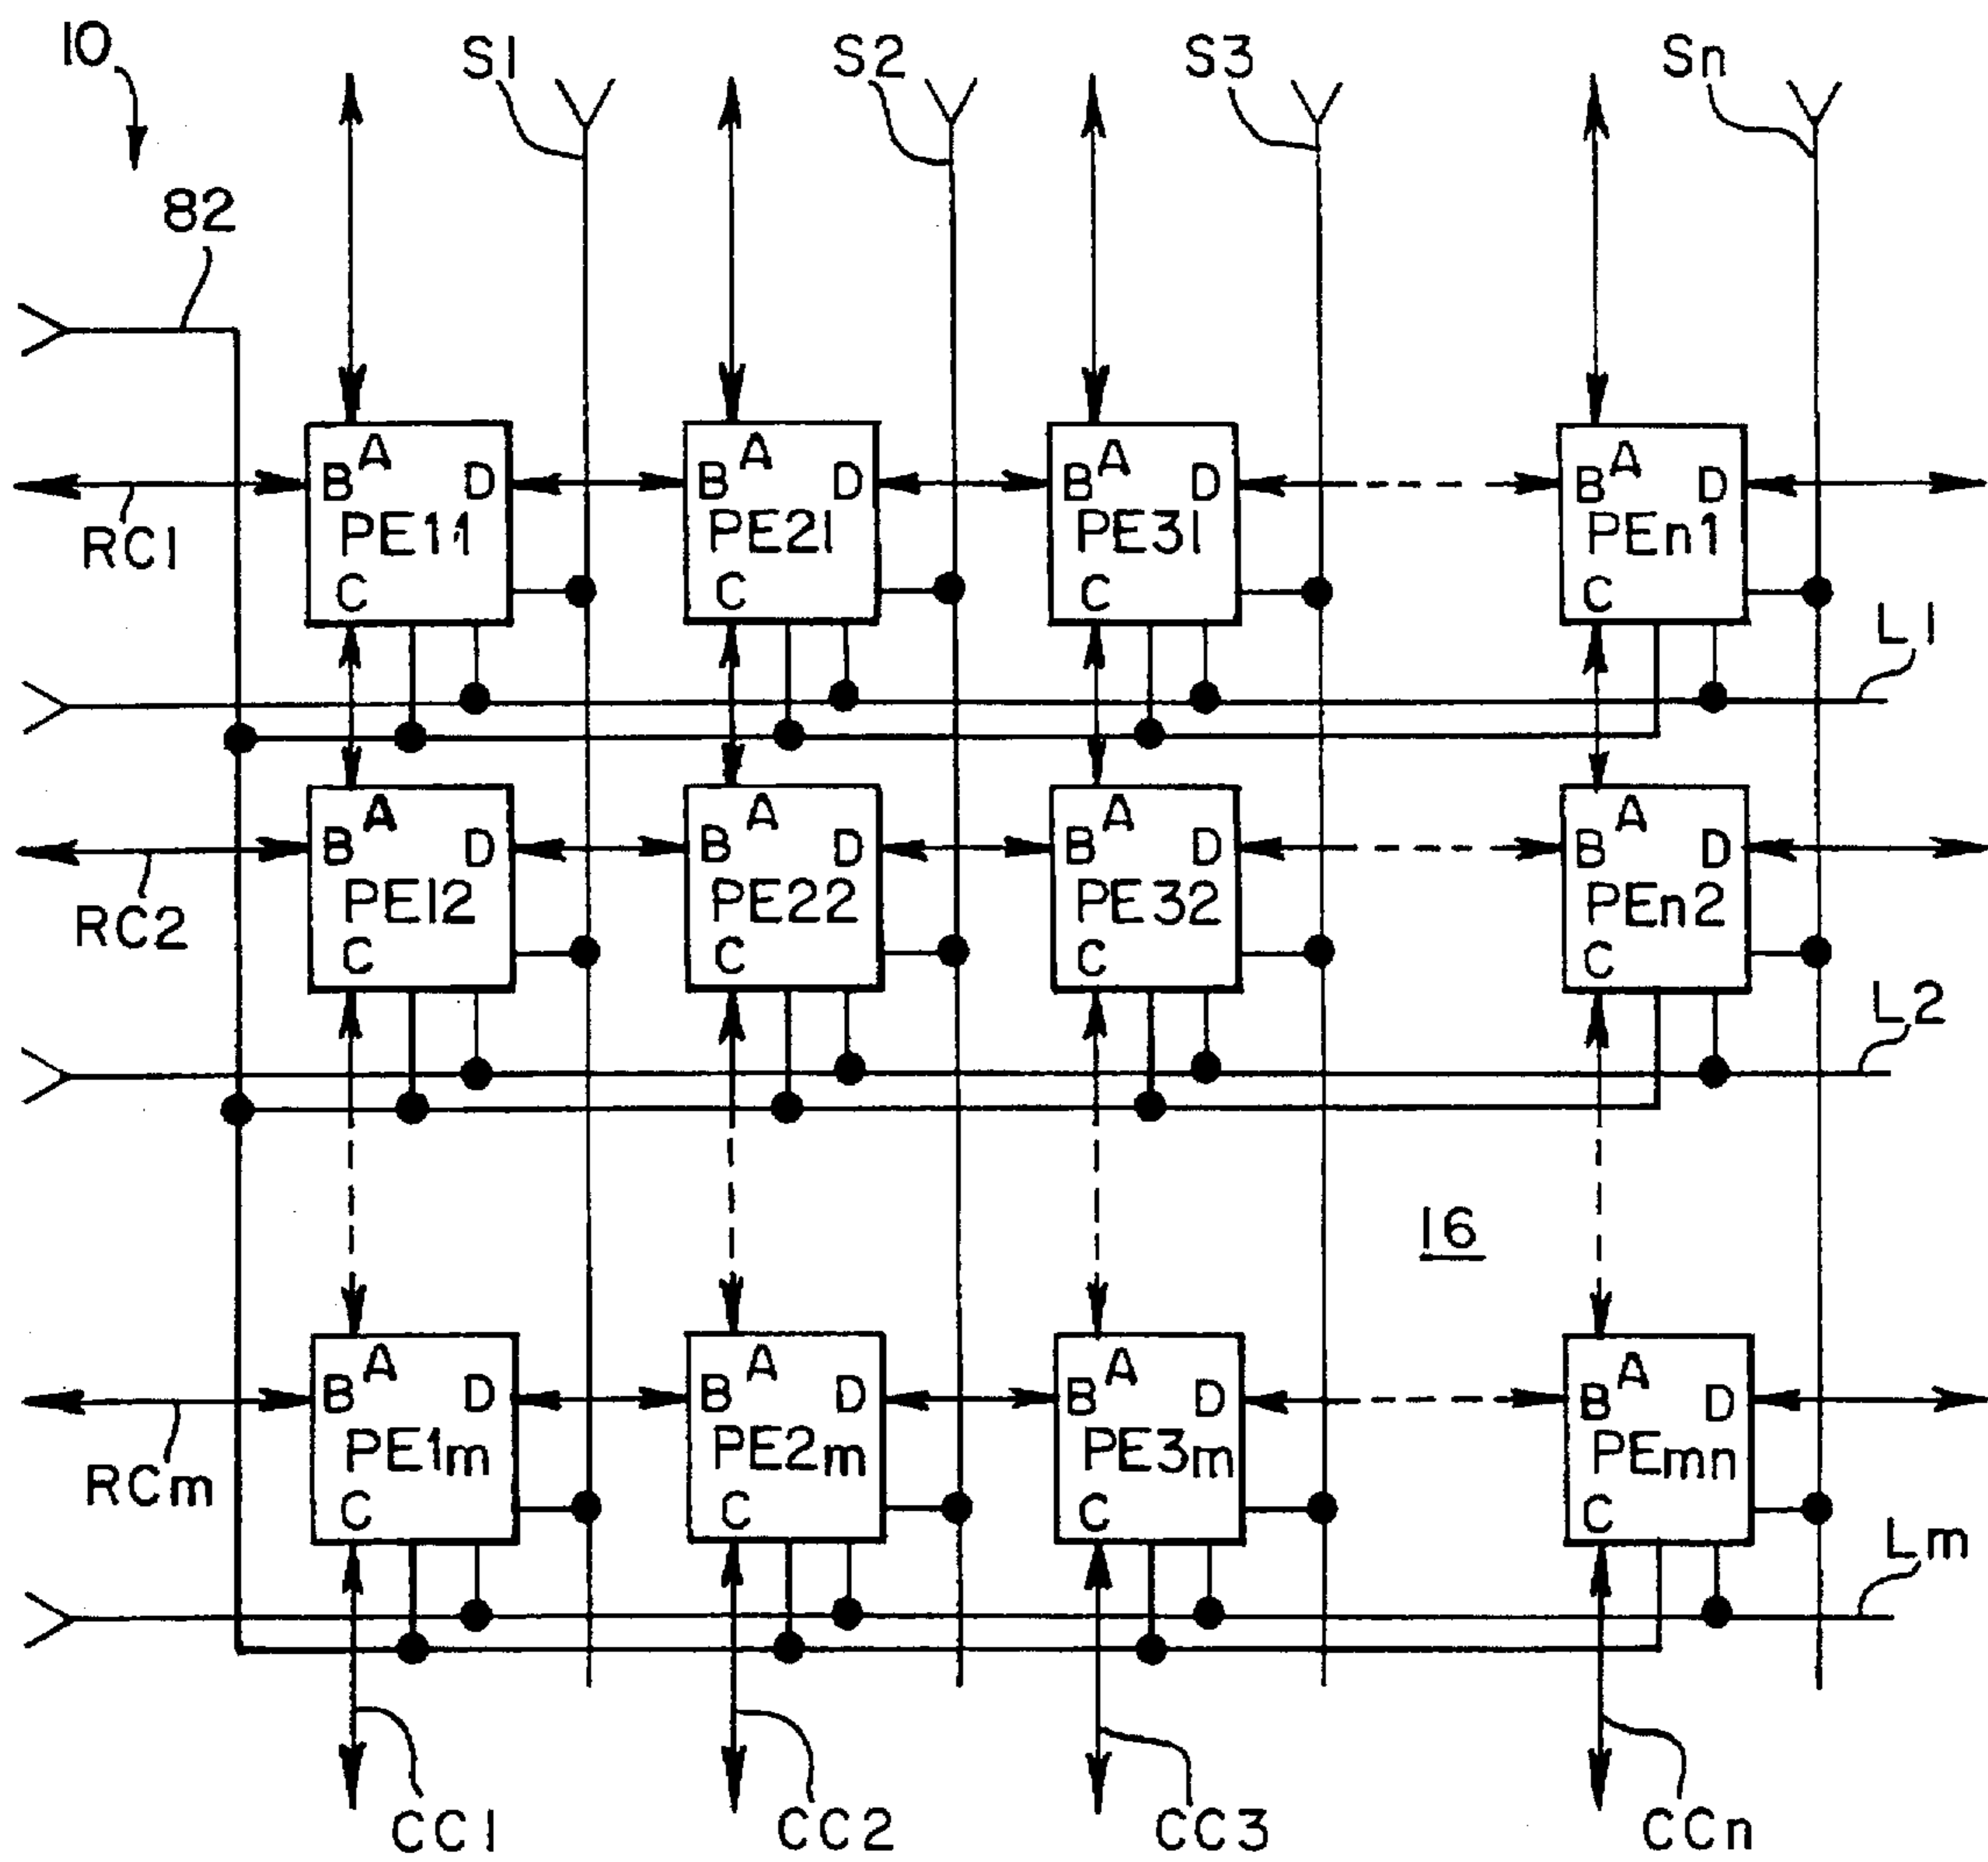 10
S1 S2 S3 Sn
82
A A A A
B D B D B D B D
RC1 PE11 PE21 PE31 PEn1
C C C C
L1
A A A A
B D B D B D B D
RC2 PE12 PE22 PE32 PEn2
C C C C
L2
16
A A A A
B D B D B D B D
RCm PE1m PE2m PE3m PEmn
C C C C
Lm
CC1 CC2 CC3 CCn